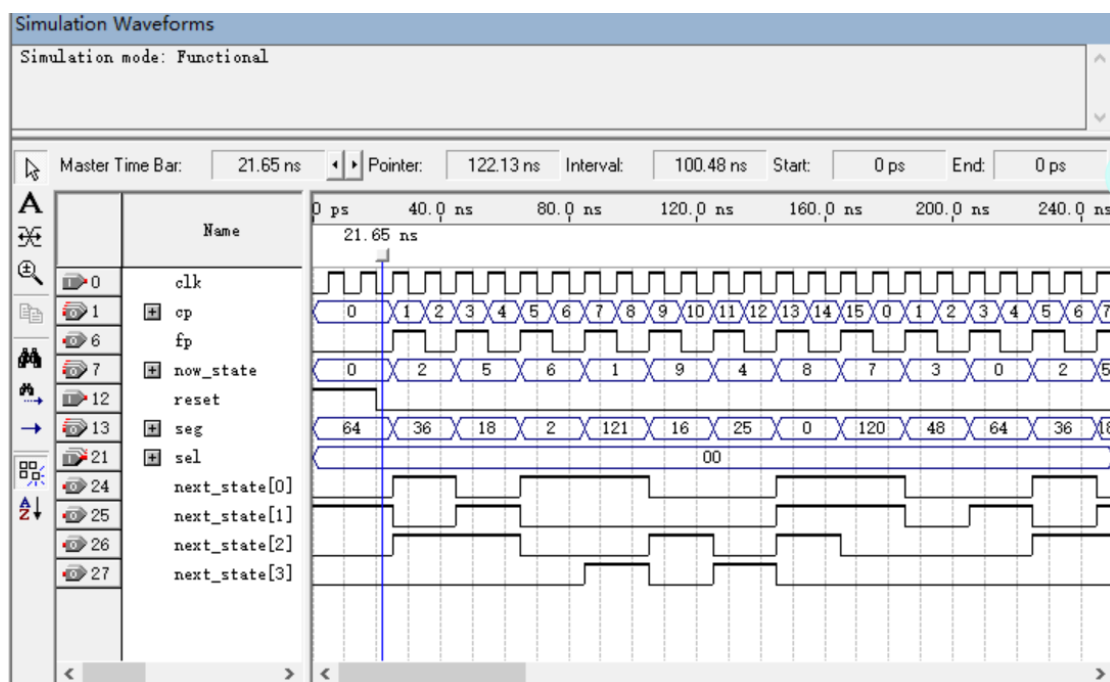 Simulation Waveforms
Simulation mode: Functional
Master Time Bar: 21.65 ns Pointer: 122.13 ns Interval: 100.48 ns Start: 0 ps End: 0 ps
Name
0 ps 40.0 ns 80.0 ns 120.0 ns 160.0 ns 200.0 ns 240.0 ns
21.65 ns
0 clk
1 cp 0 1 2 3 4 5 6 7 8 9 10 11 12 13 14 15 0 1 2 3 4 5 6 7
6 fp
7 now_state 0 2 5 6 1 9 4 8 7 3 0 2 5
12 reset
13 seg 64 36 18 2 121 16 25 0 120 48 64 36 18
21 sel 00
24 next_state[0]
25 next_state[1]
26 next_state[2]
27 next_state[3]